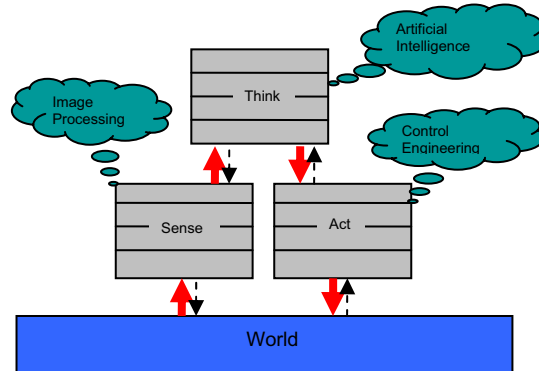 Artificial
Intelligence
Image
Processing
Think
Control
Engineering
Sense
Act
World